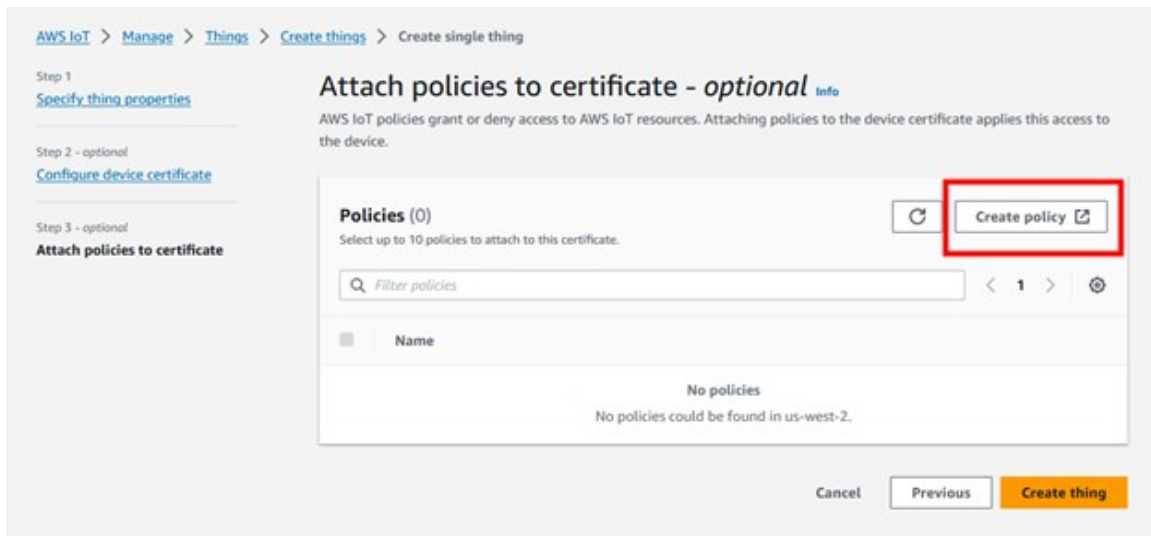 AWS IoT > Manage > Things > Create things > Create single thing
Step 1
Specify thing properties
Step 2 - optional
Configure device certificate
Step 3 - optional
Attach policies to certificate
Attach policies to certificate - optional Info
AWS IoT policies grant or deny access to AWS IoT resources. Attaching policies to the device certificate applies this access to
the device.
Policies (0)
Select up to 10 policies to attach to this certificate.
Create policy
Filter policies
< 1 >
Name
No policies
No policies could be found in us-west-2.
Cancel Previous Create thing